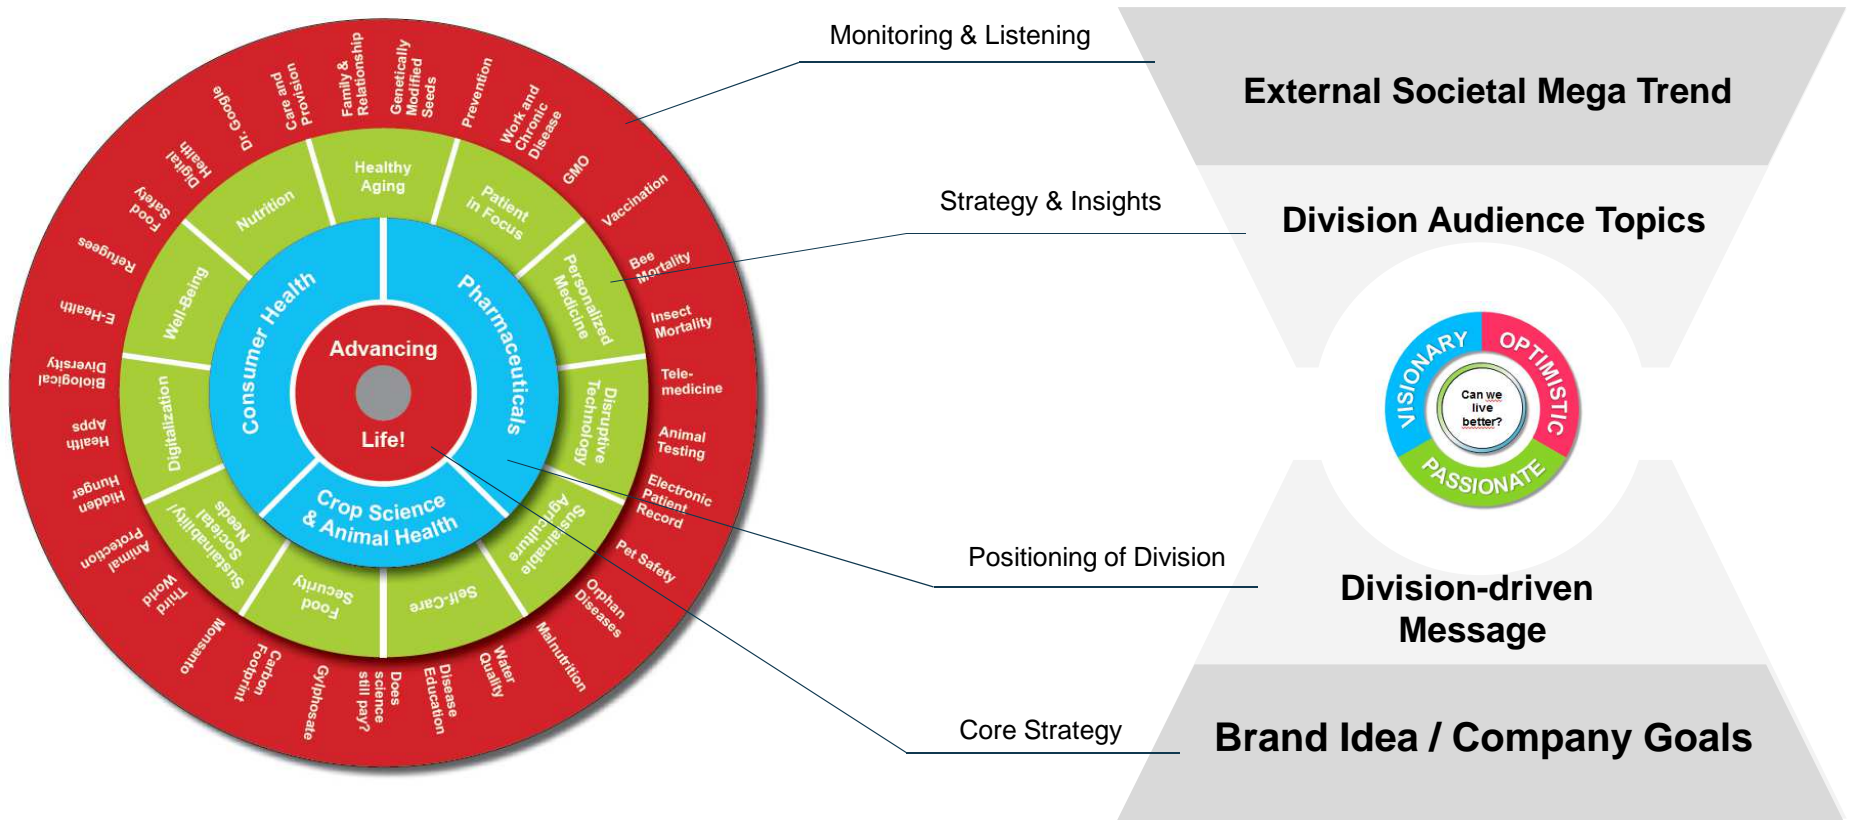 Monitoring & Listening
Strategy & Insights
Positioning of Division
Core Strategy
External Societal Mega Trend
Division Audience Topics
Division-driven
Message
Brand Idea / Company Goals
VISIONARY
OPTIMISTIC
PASSIONATE
Can we
live
better?
Advancing
Life!
Consumer Health
Pharmaceuticals
Crop Science
& Animal Health
Healthy
Aging
Patient
in Focus
Personalized
Medicine
Disruptive
Technology
Sustainable
Agriculture
Self-Care
Food
Security
Sustainability/
Societal
Needs
Digitalization
Well-Being
Nutrition
Family &
Relationship
Genetically
Modified
Seeds
Prevention
Work and
Chronic
Disease
GMO
Vaccination
Bee
Mortality
Insect
Mortality
Tele-
medicine
Animal
Testing
Electronic
Patient
Record
Pet Safety
Orphan
Diseases
Malnutrition
Water
Quality
Disease
Education
Does
science
still pay?
Gylphosate
Carbon
Footprint
Monsanto
Third
World
Animal
Protection
Hidden
Hunger
Health
Apps
Biological
Diversity
E-Health
Refugees
Food
Safety
Digital
Health
Dr. Google
Care and
Provision